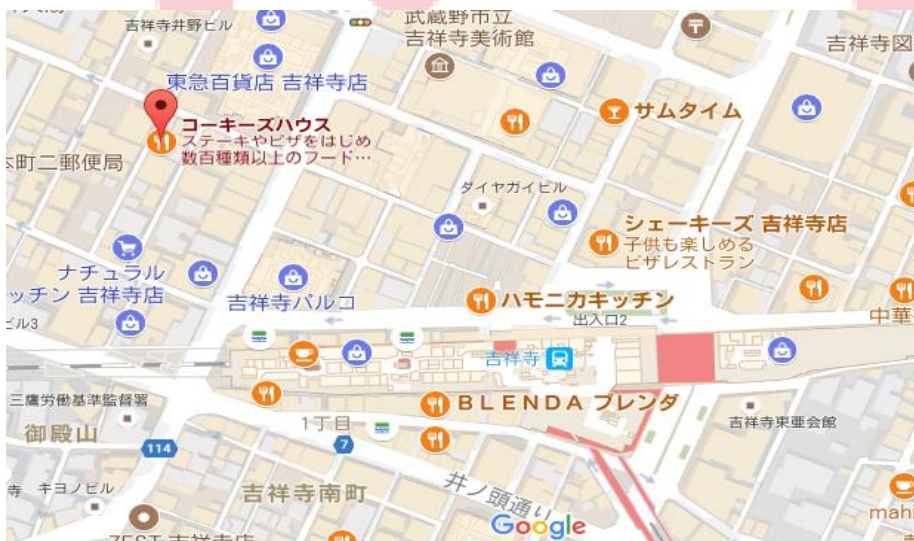 吉祥寺井野ビル
武蔵野市立
吉祥寺美術館
吉祥寺図
東急百貨店 吉祥寺店
サムタイム
コーキーズハウス
ステーキやピザをはじめ
数百種類以上のフード…
本町二郵便局
ダイヤガイビル
シェーキーズ 吉祥寺店
子供も楽しめる
ピザレストラン
ナチュラル
ッチン 吉祥寺店
吉祥寺パルコ
ハモニカキッチン
出入口2
中華
ビル3
吉祥寺
三鷹労働基準監督署
BLENDA ブレンダ
1丁目
吉祥寺東亜会館
御殿山
114
7
寺 キヨノビル
吉祥寺南町
井ノ頭通り
Google
mahi
ZEST 吉祥寺店